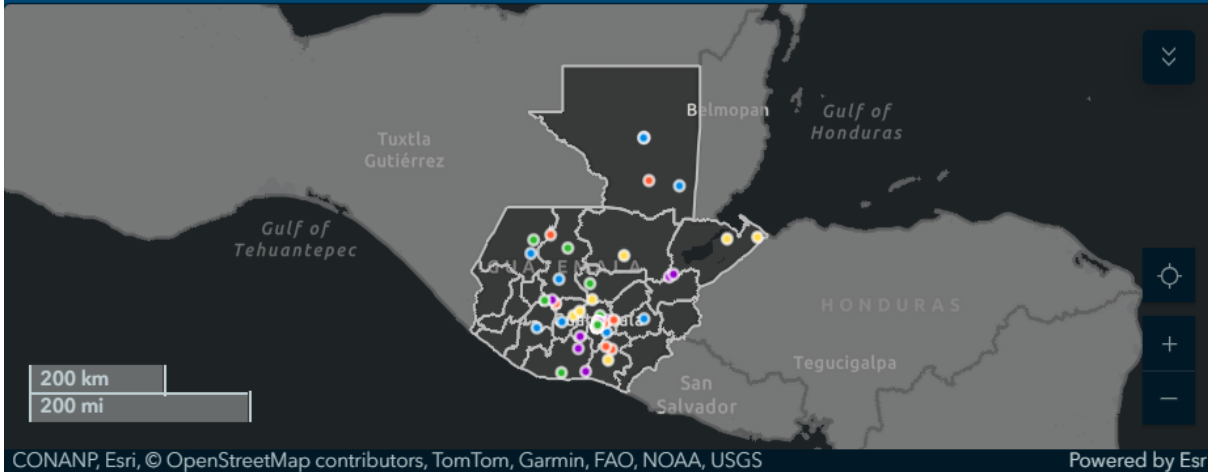 Belmopan
Gulf of
Honduras
Tuxtla
Gutiérrez
Gulf of
Tehuantepec
GUATEMALA
HONDURAS
Tegucigalpa
San
Salvador
200 km
200 mi
CONANP, Esri, © OpenStreetMap contributors, TomTom, Garmin, FAO, NOAA, USGS
Powered by Esr